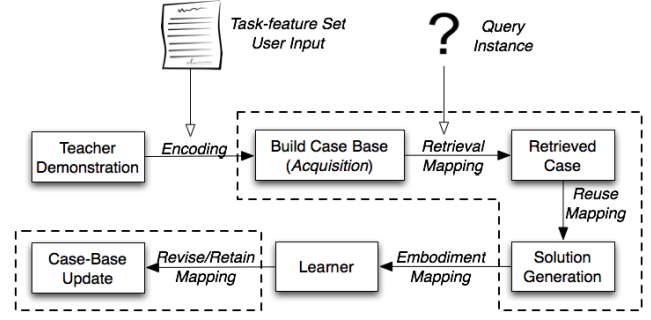 Task-feature Set
User Input
?
Query
Instance
Teacher
Demonstration
Encoding
Build Case Base
(Acquisition)
Retrieval
Mapping
Retrieved
Case
Reuse
Mapping
Case-Base
Update
Revise/Retain
Mapping
Learner
Embodiment
Mapping
Solution
Generation